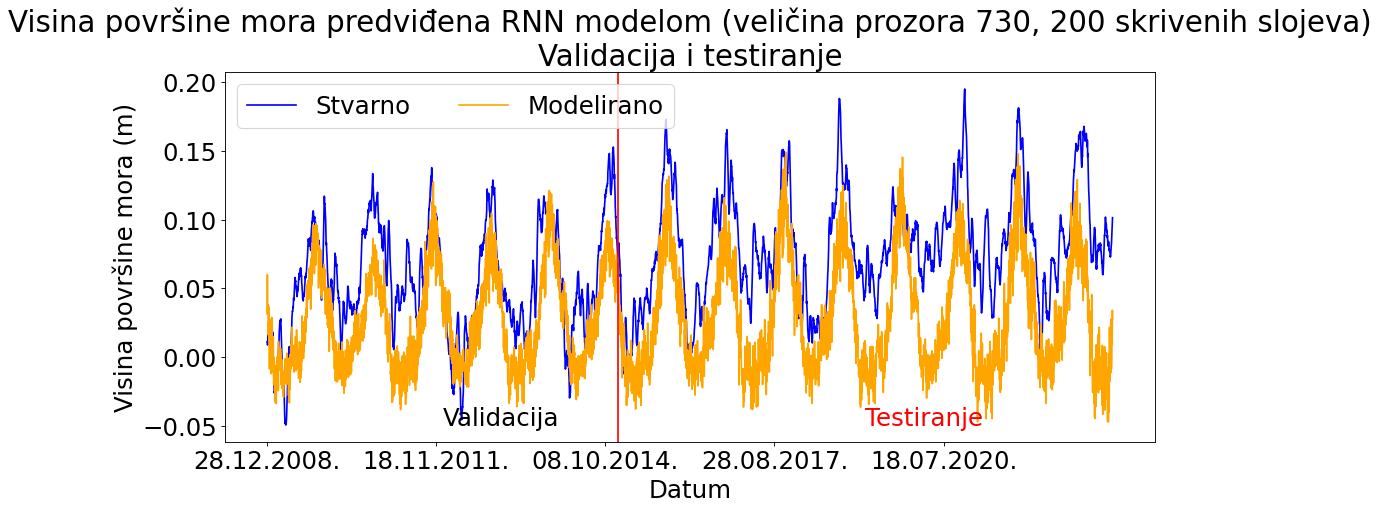 Visina površine mora predviđena RNN modelom (veličina prozora 730, 200 skrivenih slojeva)
Validacija i testiranje
Stvarno
Modelirano
Visina površine mora (m)
0.20
0.15
0.10
0.05
0.00
−0.05
Validacija
Testiranje
28.12.2008.
18.11.2011.
08.10.2014.
28.08.2017.
18.07.2020.
Datum